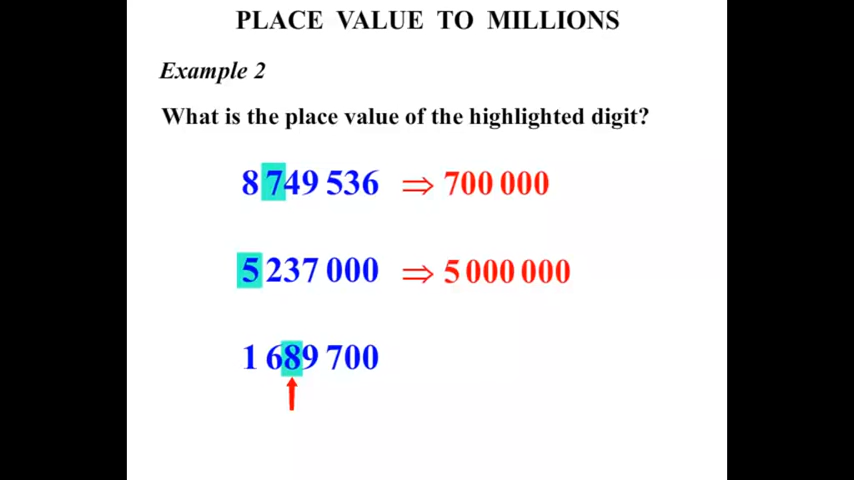 PLACE VALUE TO MILLIONS
Example 2
What is the place value of the highlighted digit?
8 749 536 ⇒ 700 000
5 237 000 ⇒ 5 000 000
1 689 700